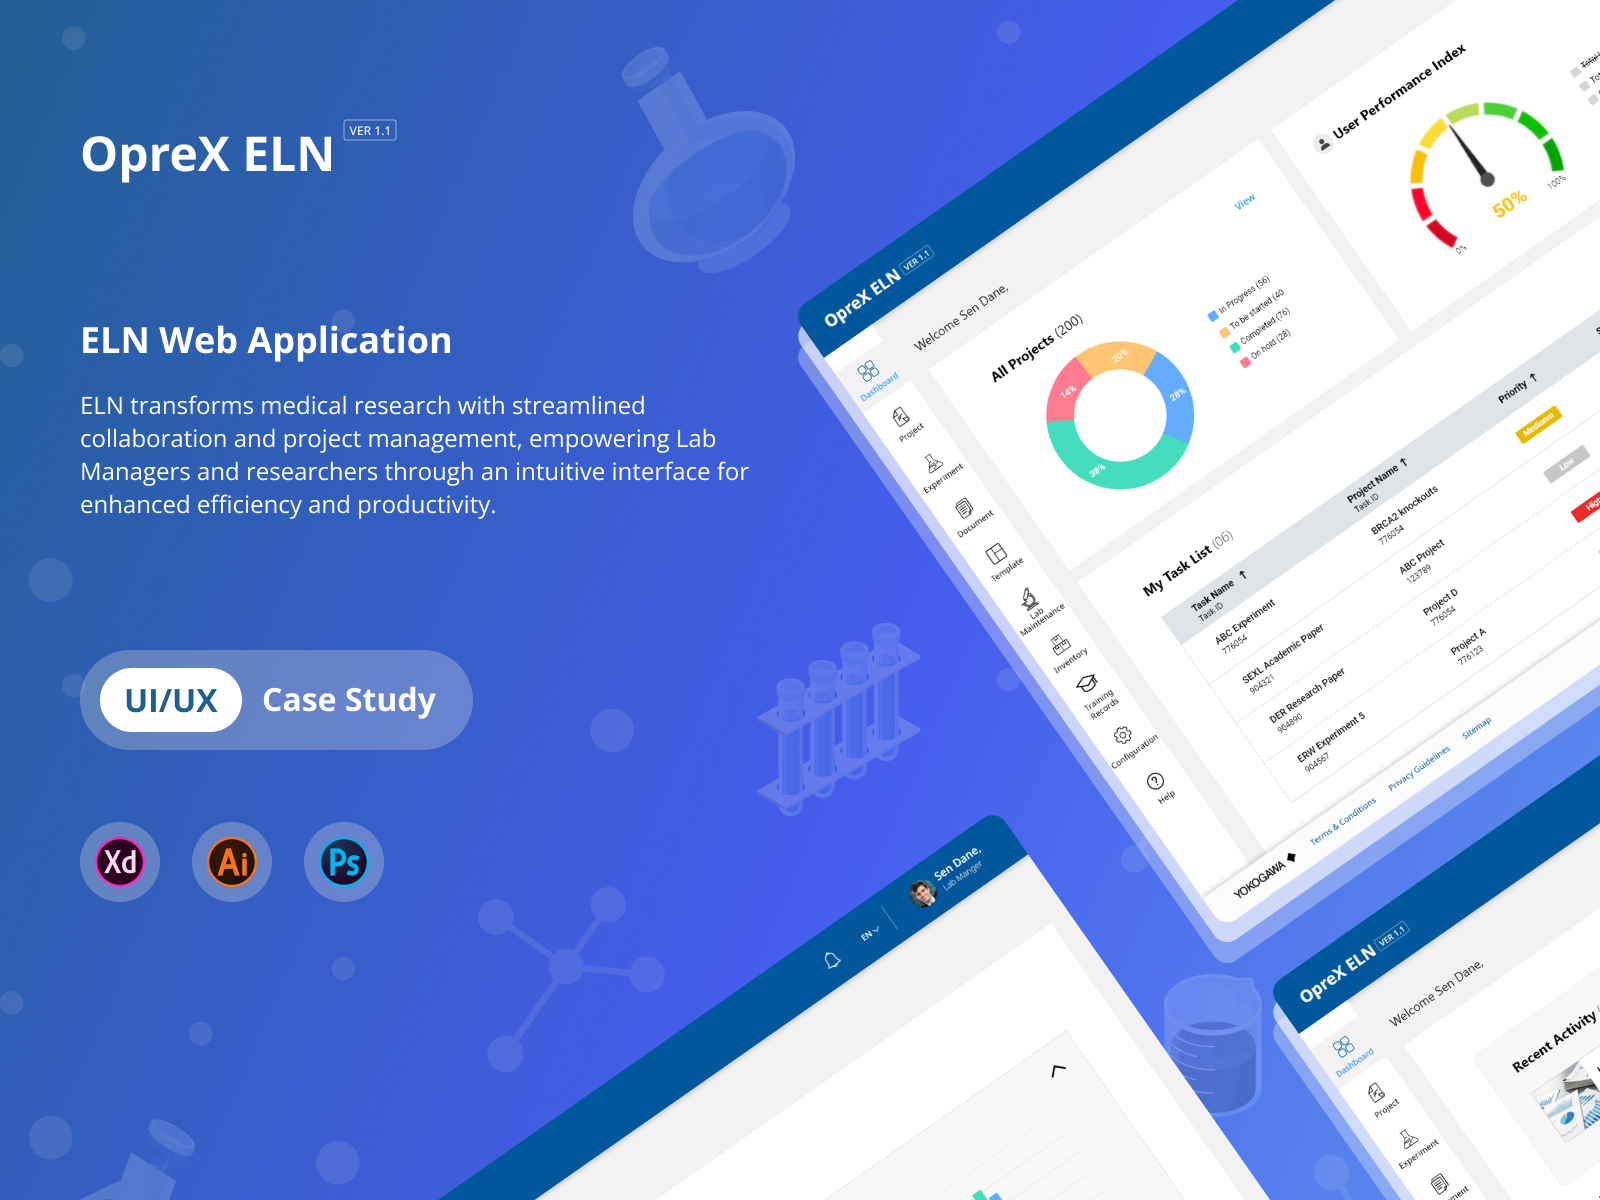 OpreX ELN
VER 1.1
ELN Web Application
ELN transforms medical research with streamlined
collaboration and project management, empowering Lab
Managers and researchers through an intuitive interface for
enhanced efficiency and productivity.
UI/UX
Case Study
Xd
Ai
Ps
OpreX ELN
VER 1.1
Welcome Sen Dane,
Dashboard
Project
Experiment
Document
Template
Lab
Maintenance
Inventory
Training
Records
Configuration
Help
All Projects (200)
View
20%
28%
14%
38%
In Progress (56)
To be started (40
Completed (76)
On hold (28)
User Performance Index
50%
0%
100%
My Task List (06)
Task Name ↑
Task ID
Project Name ↑
Task ID
Priority ↑
ABC Experiment
776054
BRCA2 knockouts
776054
Mediunm
SEXL Academic Paper
904321
ABC Project
123789
Low
DER Research Paper
904890
Project D
776054
ERW Experiment 5
904567
Project A
776123
YOKOGAWA
Terms & Conditions
Privacy Guidelines
Sitemap
EN
Sen Dane,
Lab Manger
OpreX ELN
VER 1.1
Welcome Sen Dane,
Dashboard
Project
Experiment
Recent Activity